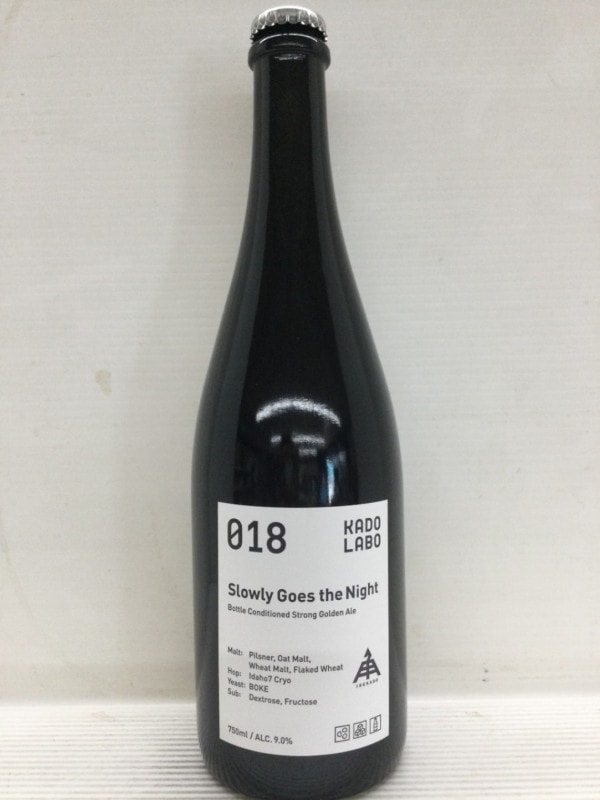 018
KADO
LABO
Slowly Goes the Night
Bottle Conditioned Strong Golden Ale
Malt: Pilsner, Oat Malt,
Wheat Malt, Flaked Wheat
Hop: Idaho7 Cryo
Yeast: BOKE
Sub: Dextrose, Fructose
ISEKADO
750ml / ALC. 9.0%